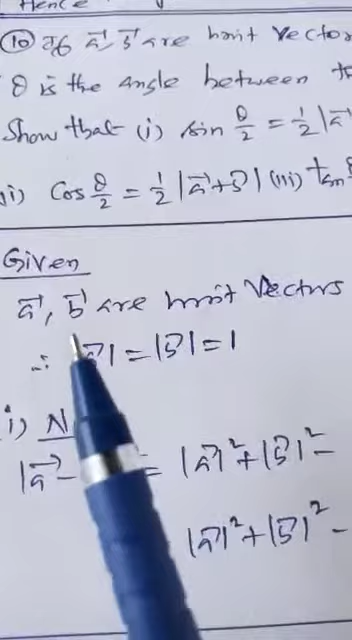 Hence
⑩ If a⃗, b⃗ are unit vector
θ is the angle between
Show that (i) sin θ/2 = 1/2 |a⃗
ii) Cos θ/2 = 1/2 |a⃗+b⃗| (iii) tan
Given
a⃗, b⃗ are unit vectors
∴ a⃗| = |b⃗| = 1
i) N
|a⃗ - = |a⃗|² + |b⃗|² -
|a⃗|² + |b⃗|² -